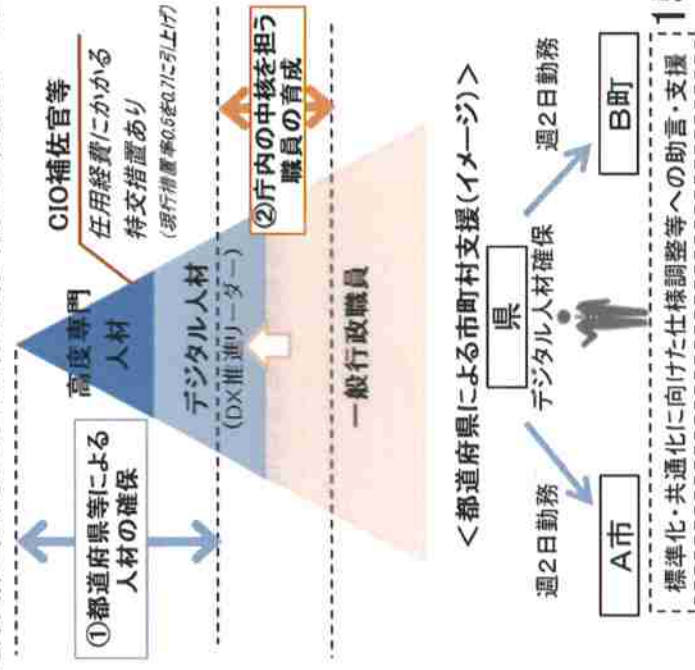 ①都道府県等による
人材の確保
高度専門
人材
CIO補佐官等
任用経費にかかる
特交措置あり
(現行措置率0.5を0.7に引上げ)
デジタル人材
(DX推進リーダー)
②庁内の中核を担う
職員の育成
一般行政職員
＜都道府県による市町村支援(イメージ)＞
県
デジタル人材確保
週2日勤務
週2日勤務
A市
B町
標準化・共通化に向けた仕様調整等への助言・支援
1